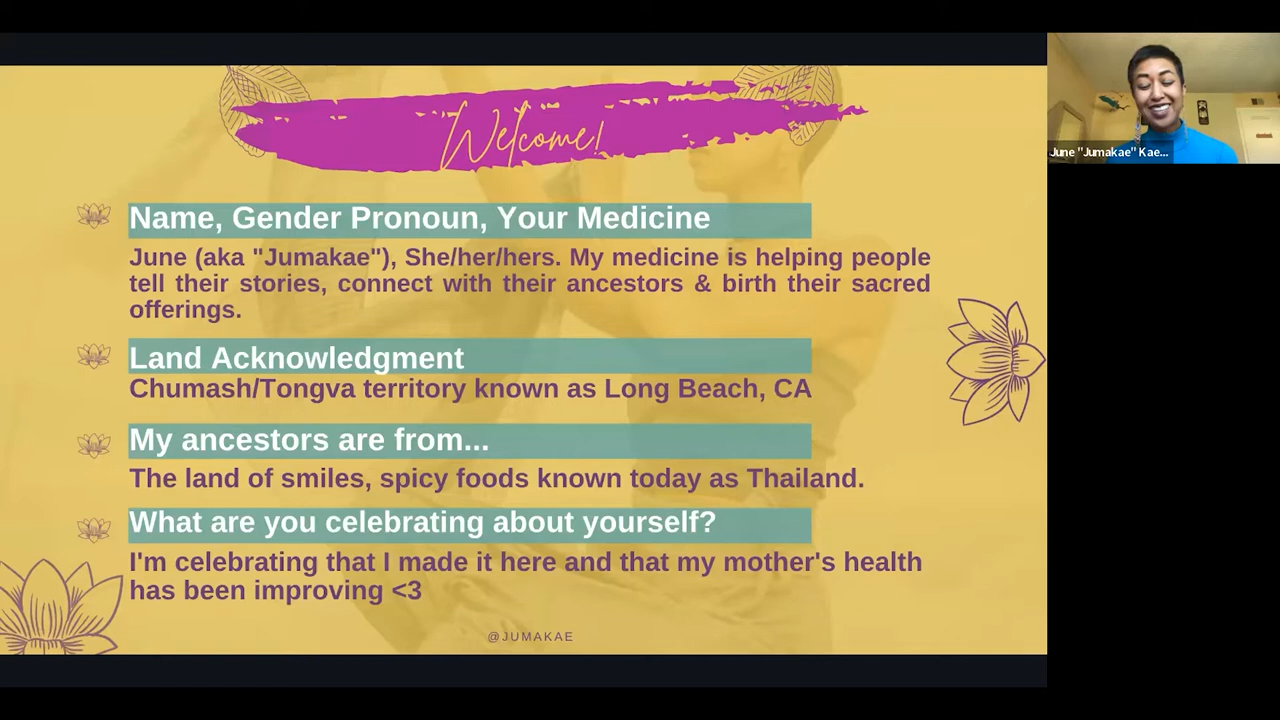 Welcome!
Name, Gender Pronoun, Your Medicine
June (aka "Jumakae"), She/her/hers. My medicine is helping people
tell their stories, connect with their ancestors & birth their sacred
offerings.
Land Acknowledgment
Chumash/Tongva territory known as Long Beach, CA
My ancestors are from...
The land of smiles, spicy foods known today as Thailand.
What are you celebrating about yourself?
I'm celebrating that I made it here and that my mother's health
has been improving <3
@JUMAKAE
June "Jumakae" Kae...